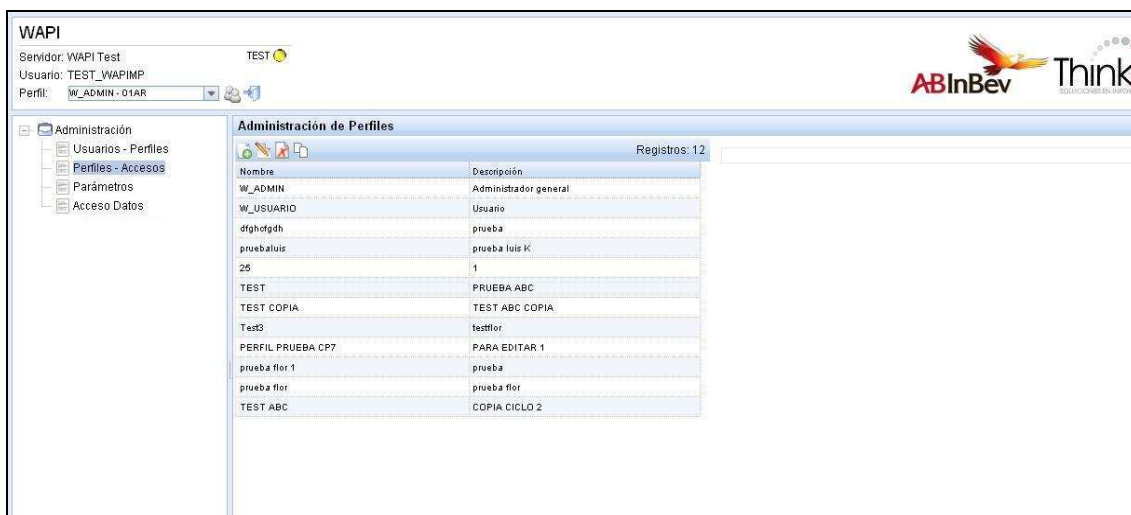 WAPI
Servidor: WAPI Test TEST
Usuario: TEST_WAPIMP
Perfil: W_ADMIN - 01AR
ABInBev Think
Administración
Usuarios - Perfiles
Perfiles - Accesos
Parámetros
Acceso Datos
Administración de Perfiles
Registros: 12
Nombre Descripción
W_ADMIN Administrador general
W_USUARIO Usuario
dfghcfgdh prueba
pruebaluis prueba luis K
25 1
TEST PRUEBA ABC
TEST COPIA TEST ABC COPIA
Test3 testflor
PERFIL PRUEBA CP7 PARA EDITAR 1
prueba flor 1 prueba
prueba flor prueba flor
TEST ABC COPIA CICLO 2